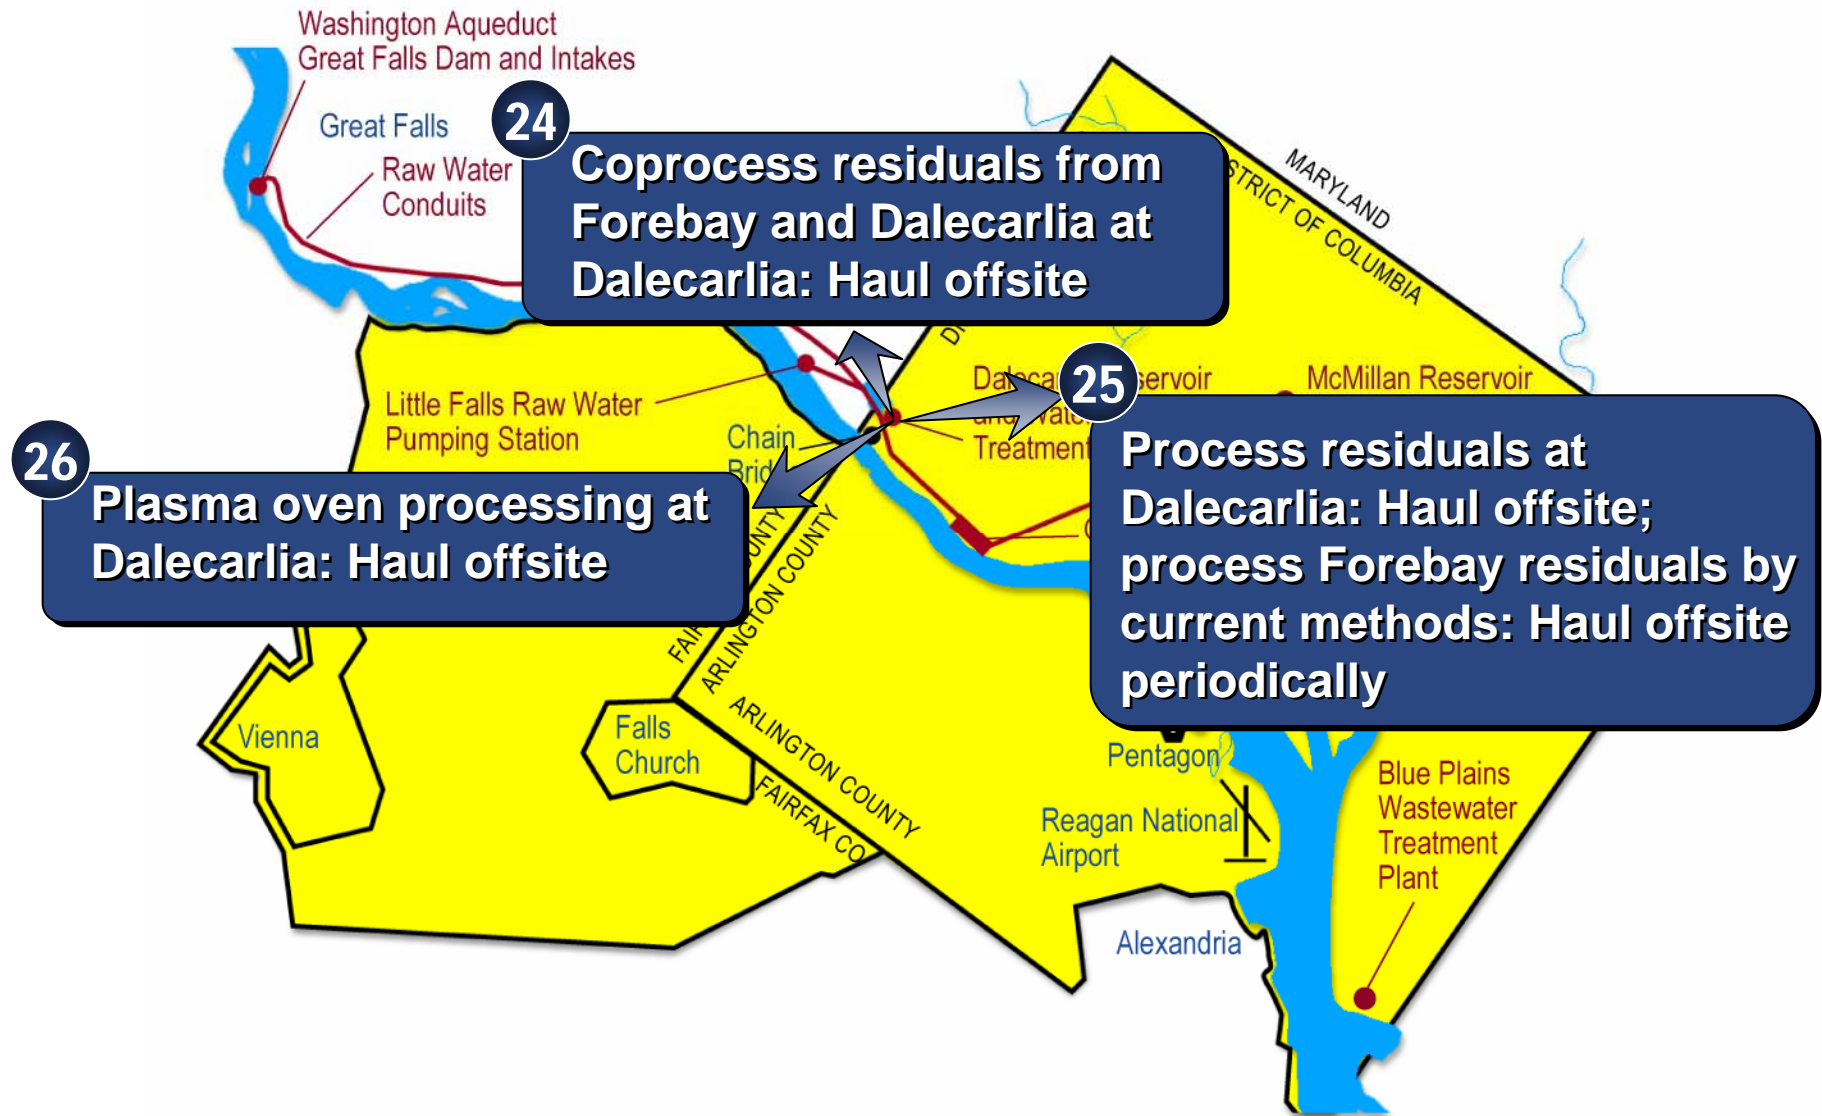 Washington Aqueduct
Great Falls Dam and Intakes
Great Falls
Raw Water
Conduits
24
Coprocess residuals from
Forebay and Dalecarlia at
Dalecarlia: Haul offsite
MARYLAND
STRICT OF COLUMBIA
Little Falls Raw Water
Pumping Station
Chain
Treatment
McMillan Reservoir
25
Process residuals at
Dalecarlia: Haul offsite;
process Forebay residuals by
current methods: Haul offsite
periodically
26
Plasma oven processing at
Dalecarlia: Haul offsite
ARLINGTON COUNTY
Vienna
Falls
Church
ARLINGTON COUNTY
FAIRFAX CO
Pentagon
Reagan National
Airport
Blue Plains
Wastewater
Treatment
Plant
Alexandria